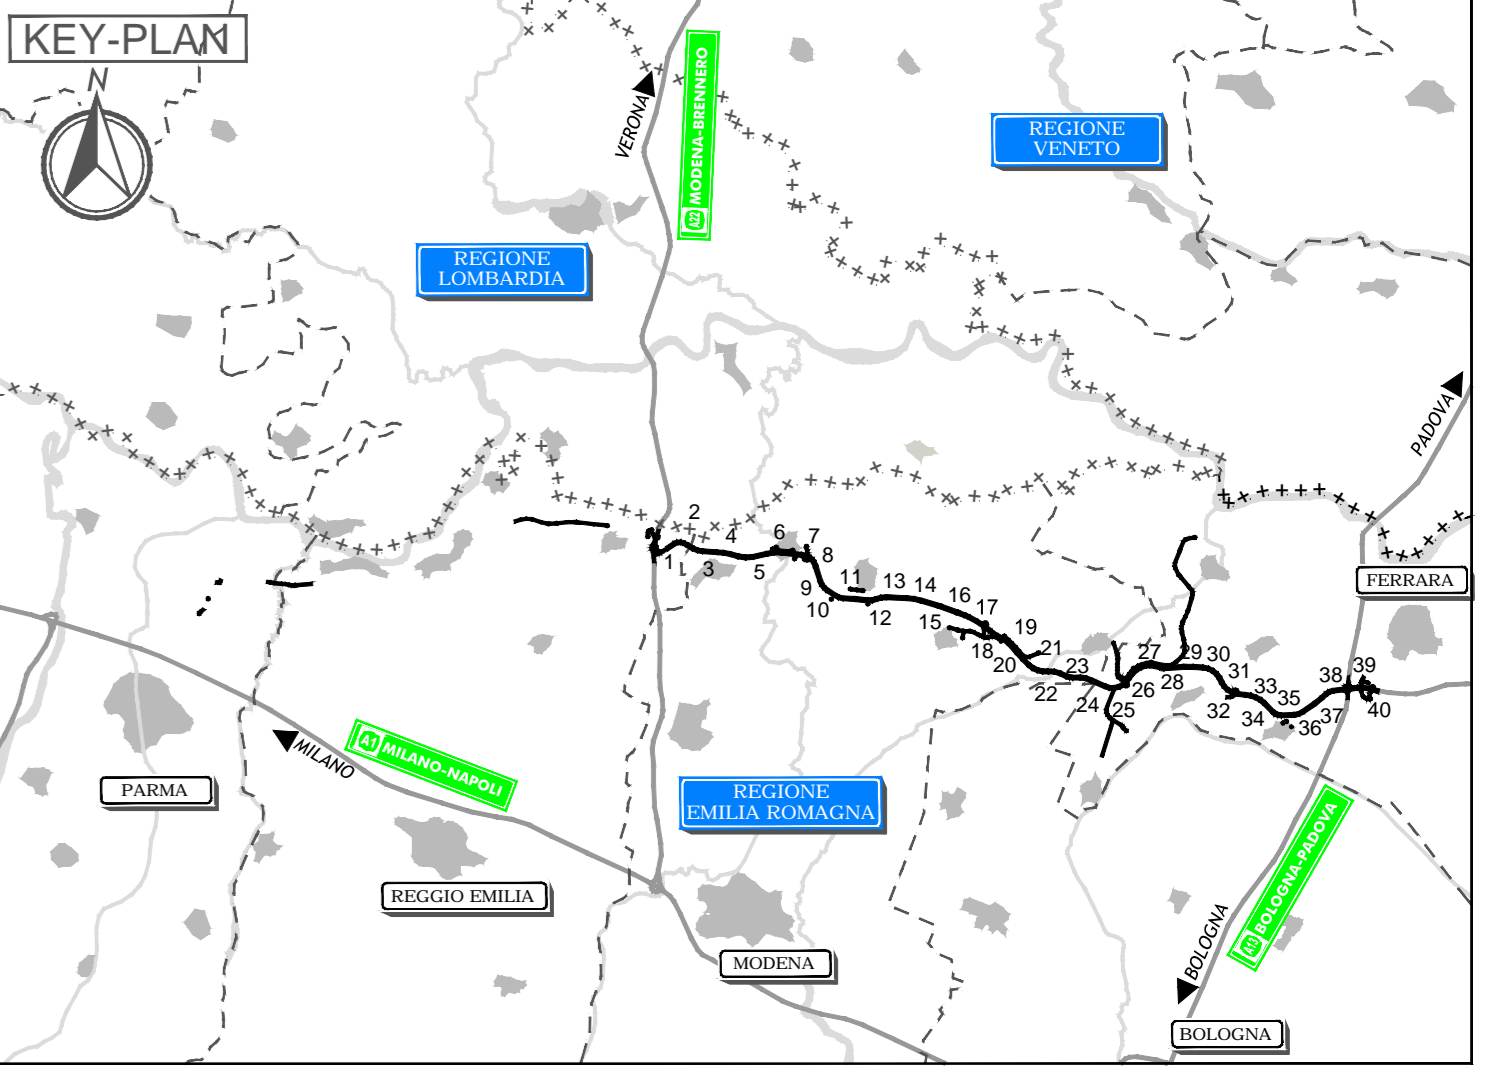 KEY-PLAN
N
VERONA
A22 MODENA-BRENNERO
REGIONE
VENETO
REGIONE
LOMBARDIA
PADOVA
FERRARA
1
2
3
4
5
6
7
8
9
10
11
12
13
14
15
16
17
18
19
20
21
22
23
24
25
26
27
28
29
30
31
32
33
34
35
36
37
38
39
40
MILANO
A1 MILANO-NAPOLI
PARMA
REGIONE
EMILIA ROMAGNA
REGGIO EMILIA
A13 BOLOGNA-PADOVA
BOLOGNA
MODENA
BOLOGNA